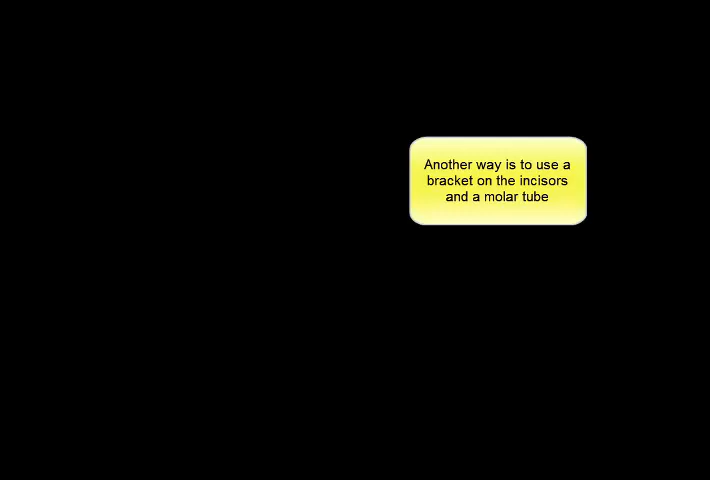 Another way is to use a
bracket on the incisors
and a molar tube